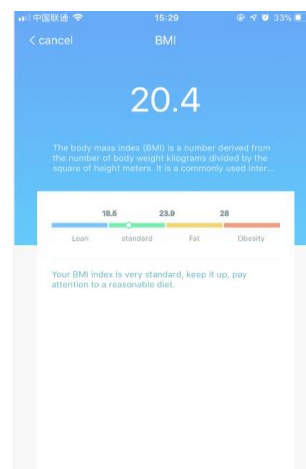 中国联通 15:29 33%
cancel BMI
20.4
The body mass index (BMI) is a number derived from
the number of body weight kilograms divided by the
square of height meters. It is a commonly used inter...
18.5 23.9 28
Lean standard Fat Obesity
Your BMI index is very standard, keep it up, pay
attention to a reasonable diet.